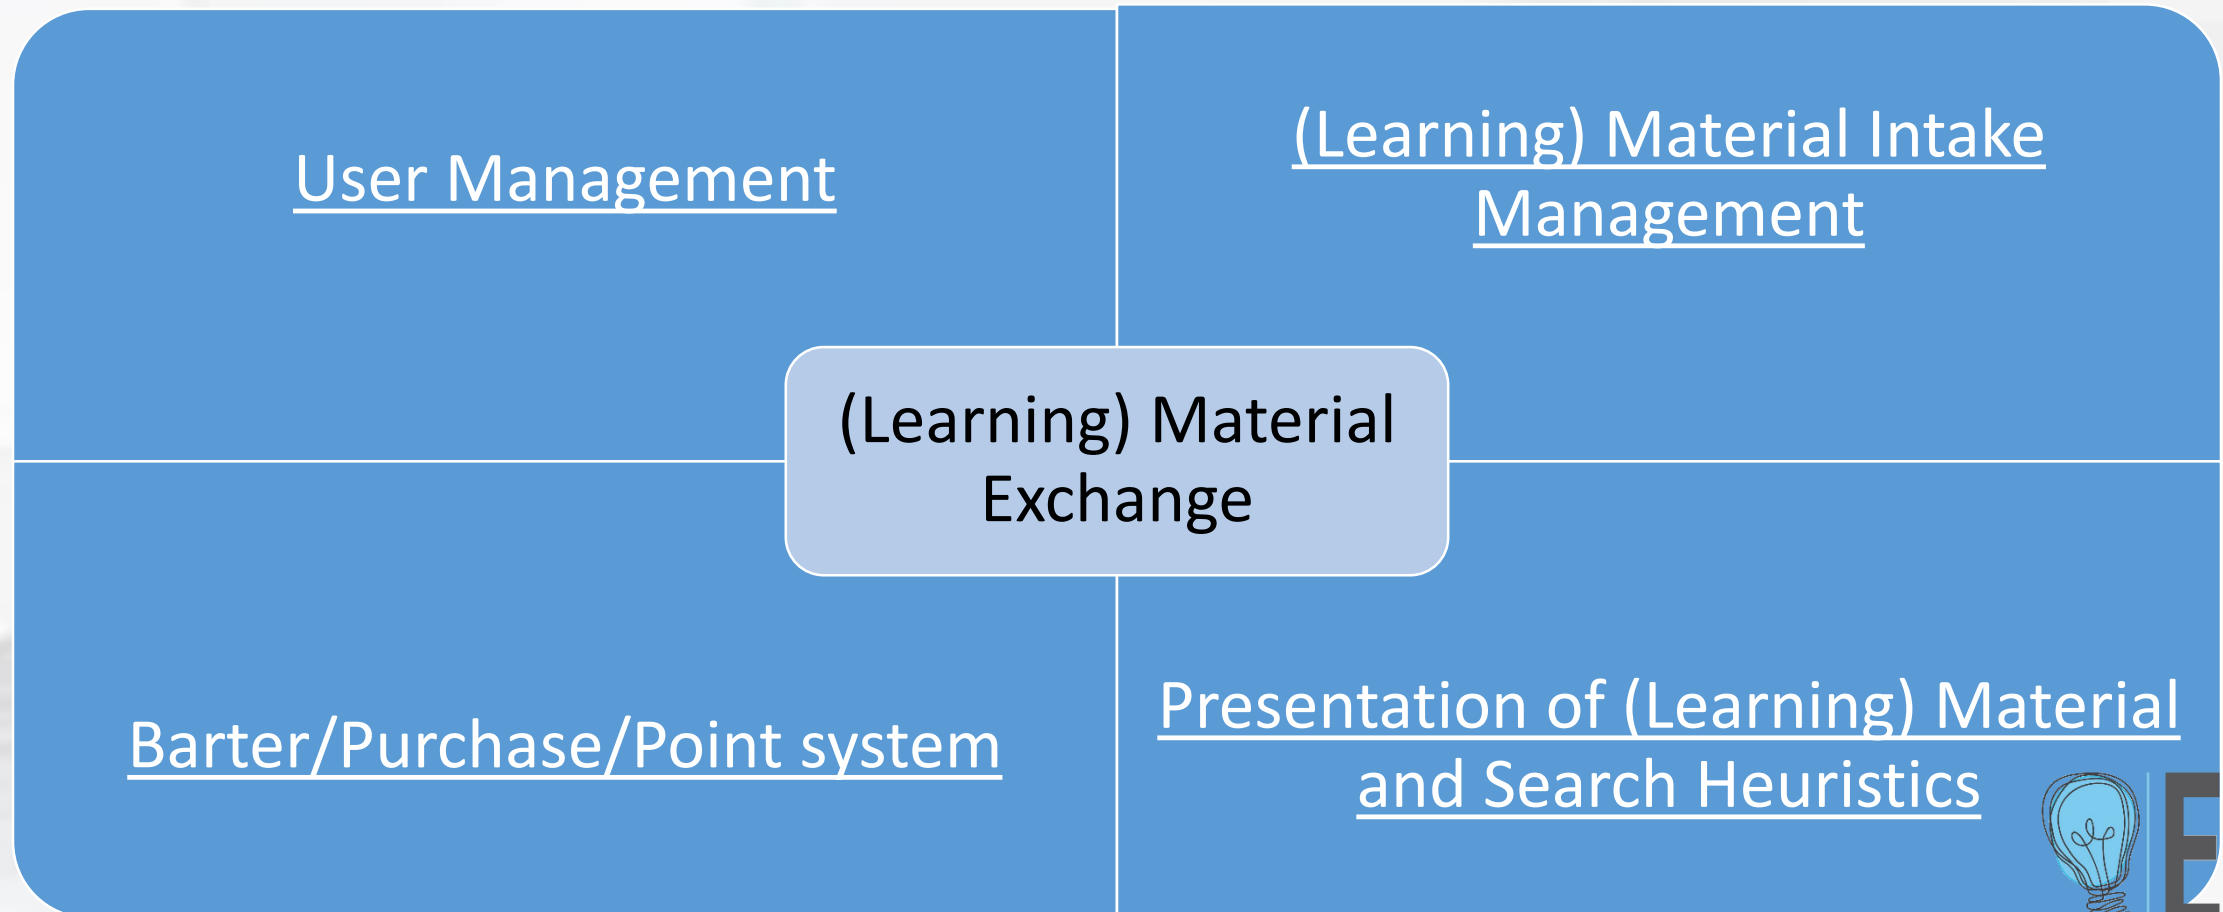 User Management
(Learning) Material Intake
Management
(Learning) Material
Exchange
Barter/Purchase/Point system
Presentation of (Learning) Material
and Search Heuristics
E